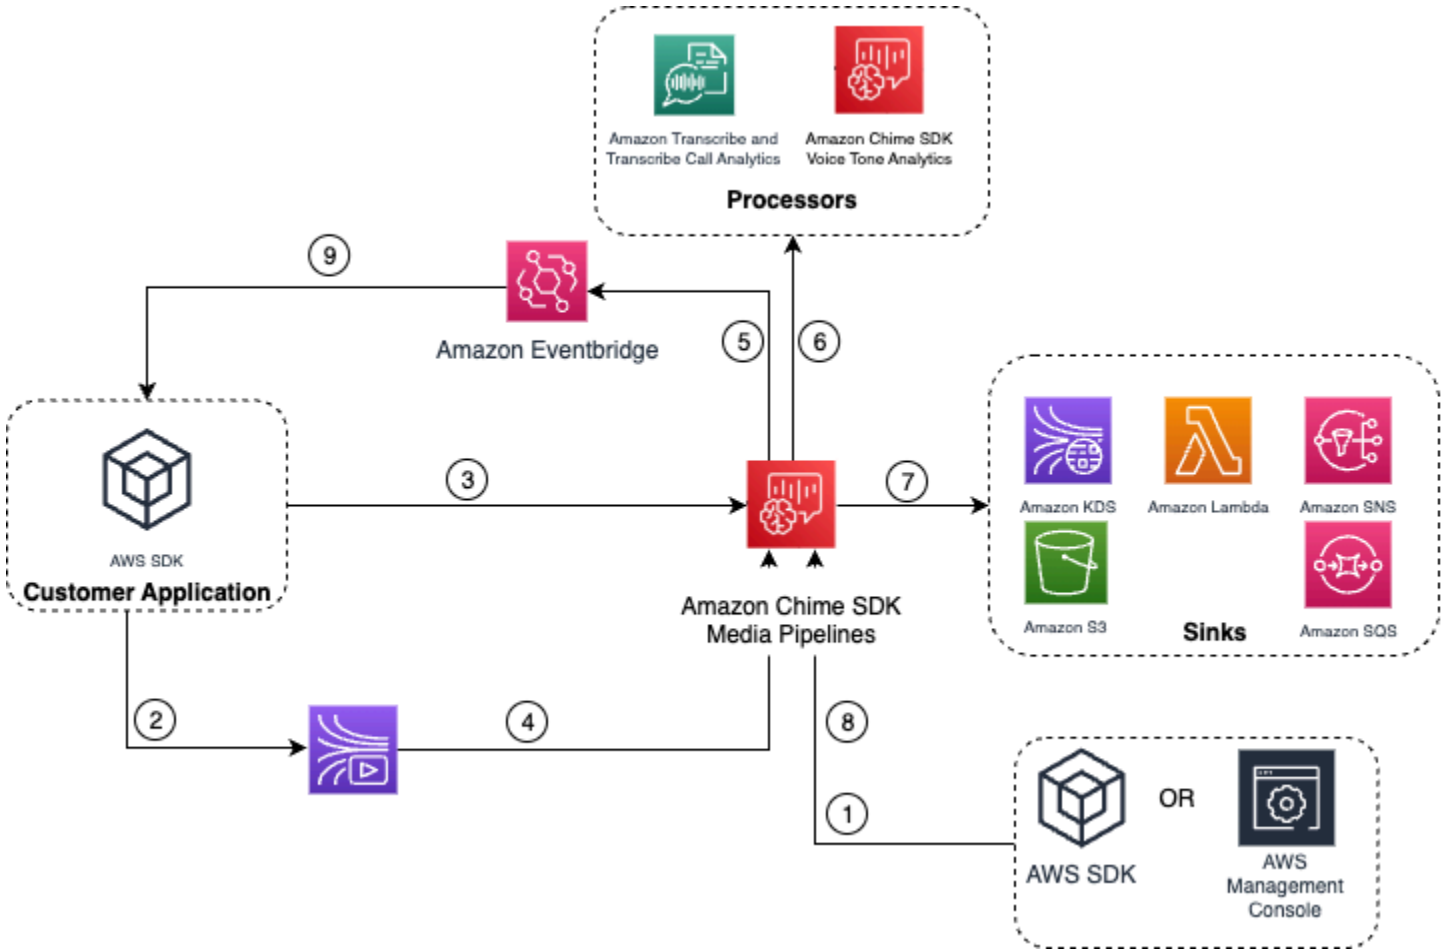 Amazon Transcribe and
Transcribe Call Analytics
Amazon Chime SDK
Voice Tone Analytics
Processors
9
Amazon Eventbridge
5
6
AWS SDK
Customer Application
3
7
Amazon KDS
Amazon Lambda
Amazon SNS
Amazon S3
Sinks
Amazon SQS
Amazon Chime SDK
Media Pipelines
2
4
8
1
AWS SDK
OR
AWS
Management
Console